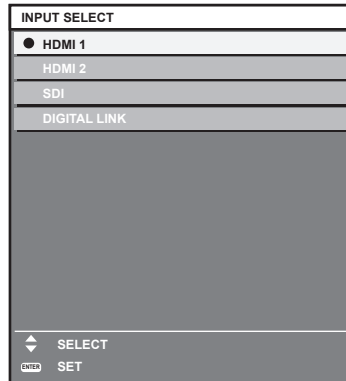 INPUT SELECT
HDMI 1
HDMI 2
SDI
DIGITAL LINK
SELECT
ENTER SET